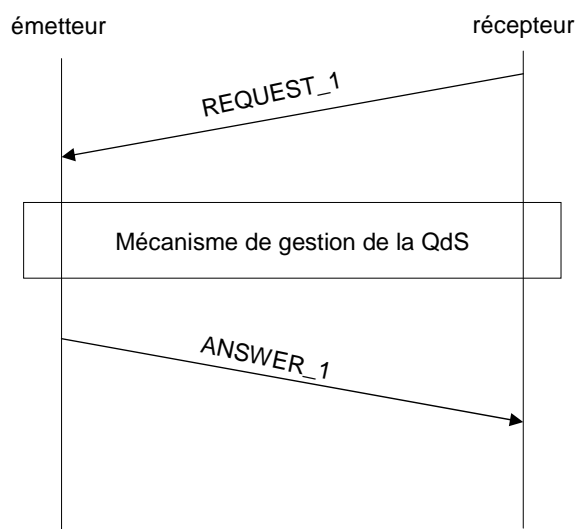 émetteur
récepteur
REQUEST_1
Mécanisme de gestion de la QdS
ANSWER_1